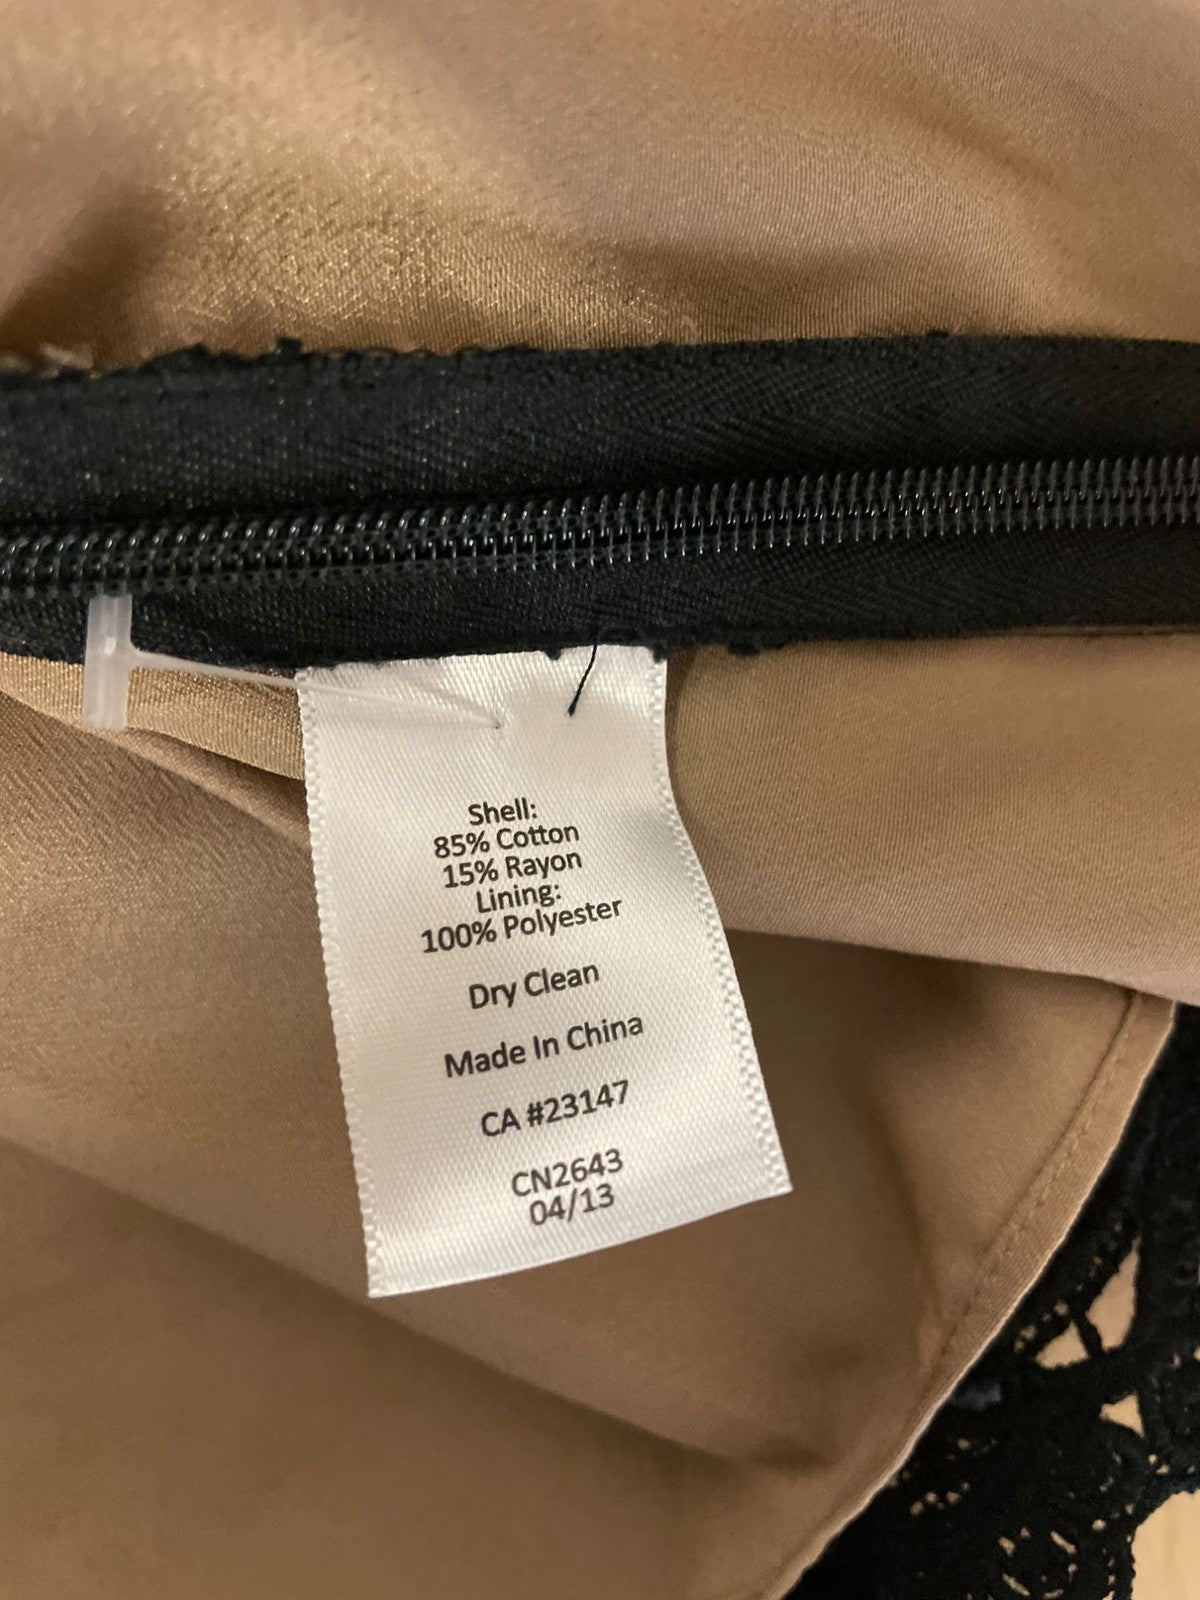 Shell:
85% Cotton
15% Rayon
Lining:
100% Polyester
Dry Clean
Made In China
CA #23147
CN2643
04/13